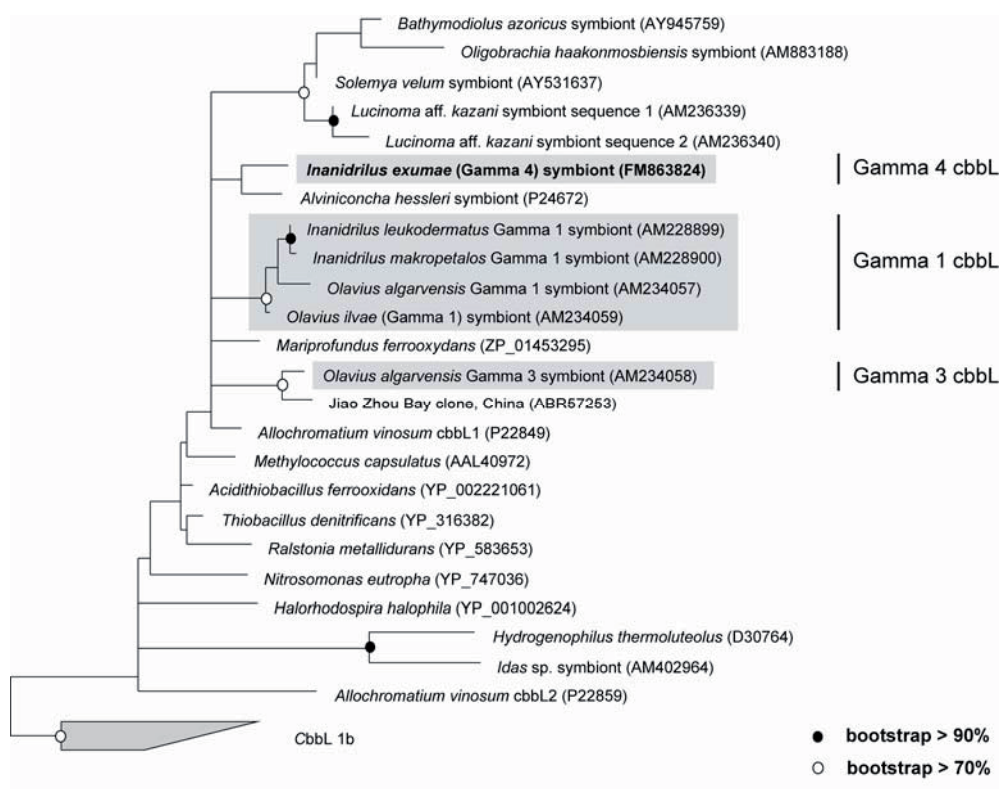 Bathymodiolus azoricus symbiont (AY945759)
Oligobrachia haakonmosbiensis symbiont (AM883188)
Solemya velum symbiont (AY531637)
Lucinoma aff. kazani symbiont sequence 1 (AM236339)
Lucinoma aff. kazani symbiont sequence 2 (AM236340)
Inanidrilus exumae (Gamma 4) symbiont (FM863824)
Gamma 4 cbbL
Alviniconcha hessleri symbiont (P24672)
Inanidrilus leukodermatus Gamma 1 symbiont (AM228899)
Inanidrilus makropetalos Gamma 1 symbiont (AM228900)
Gamma 1 cbbL
Olavius algarvensis Gamma 1 symbiont (AM234057)
Olavius ilvae (Gamma 1) symbiont (AM234059)
Mariprofundus ferrooxydans (ZP_01453295)
Olavius algarvensis Gamma 3 symbiont (AM234058)
Gamma 3 cbbL
Jiao Zhou Bay clone, China (ABR57253)
Allochromatium vinosum cbbL1 (P22849)
Methylococcus capsulatus (AAL40972)
Acidithiobacillus ferrooxidans (YP_002221061)
Thiobacillus denitrificans (YP_316382)
Ralstonia metallidurans (YP_583653)
Nitrosomonas eutropha (YP_747036)
Halorhodospira halophila (YP_001002624)
Hydrogenophilus thermoluteolus (D30764)
Idas sp. symbiont (AM402964)
Allochromatium vinosum cbbL2 (P22859)
CbbL 1b
bootstrap > 90%
bootstrap > 70%